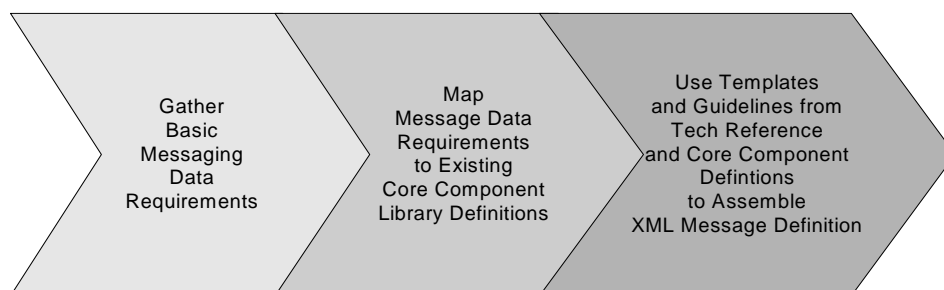 Gather
Basic
Messaging
Data
Requirements
Map
Message Data
Requirements
to Existing
Core Component
Library Definitions
Use Templates
and Guidelines from
Tech Reference
and Core Component
Defintions
to Assemble
XML Message Definition